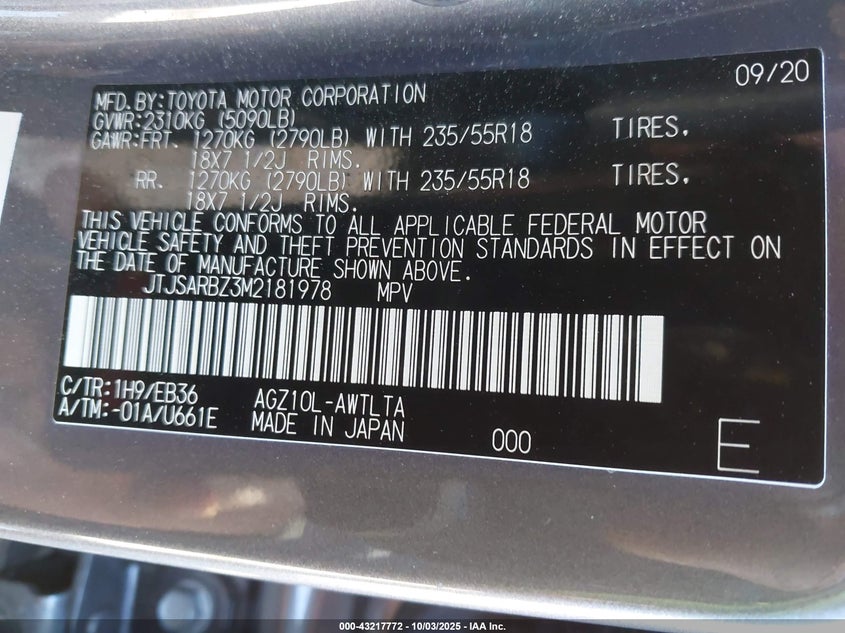 09/20
MFD.BY:TOYOTA MOTOR CORPORATION
GVWR:2310KG (5090LB)
GAWR:FRT. 1270KG (2790LB) WITH 235/55R18 TIRES.
18X7 1/2J RIMS.
RR. 1270KG (2790LB) WITH 235/55R18 TIRES.
18X7 1/2J RIMS.
THIS VEHICLE CONFORMS TO ALL APPLICABLE FEDERAL MOTOR
VEHICLE SAFETY AND THEFT PREVENTION STANDARDS IN EFFECT ON
THE DATE OF MANUFACTURE SHOWN ABOVE.
JTJSARBZ3M2181978 MPV
C/TR:1H9/EB36 AGZ10L-AWTLTA
A/TM:-01A/U661E MADE IN JAPAN 000 E
000-43217772 - 10/03/2025 - IAA Inc.